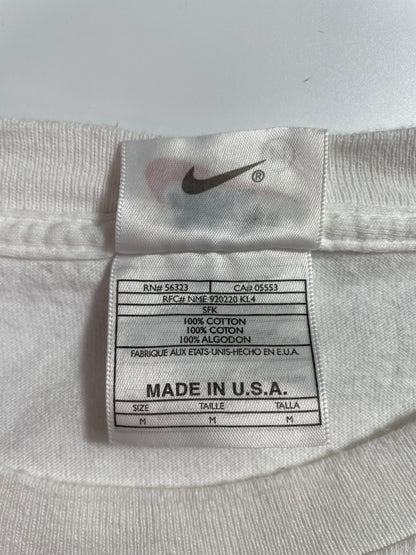 ®
RN# 56323 CA# 05553
RFC# NME 920220 KL4
SFK
100% COTTON
100% COTON
100% ALGODON
FABRIQUE AUX ETATS-UNIS-HECHO EN E.U.A.
MADE IN U.S.A.
SIZE TAILLE TALLA
M M M